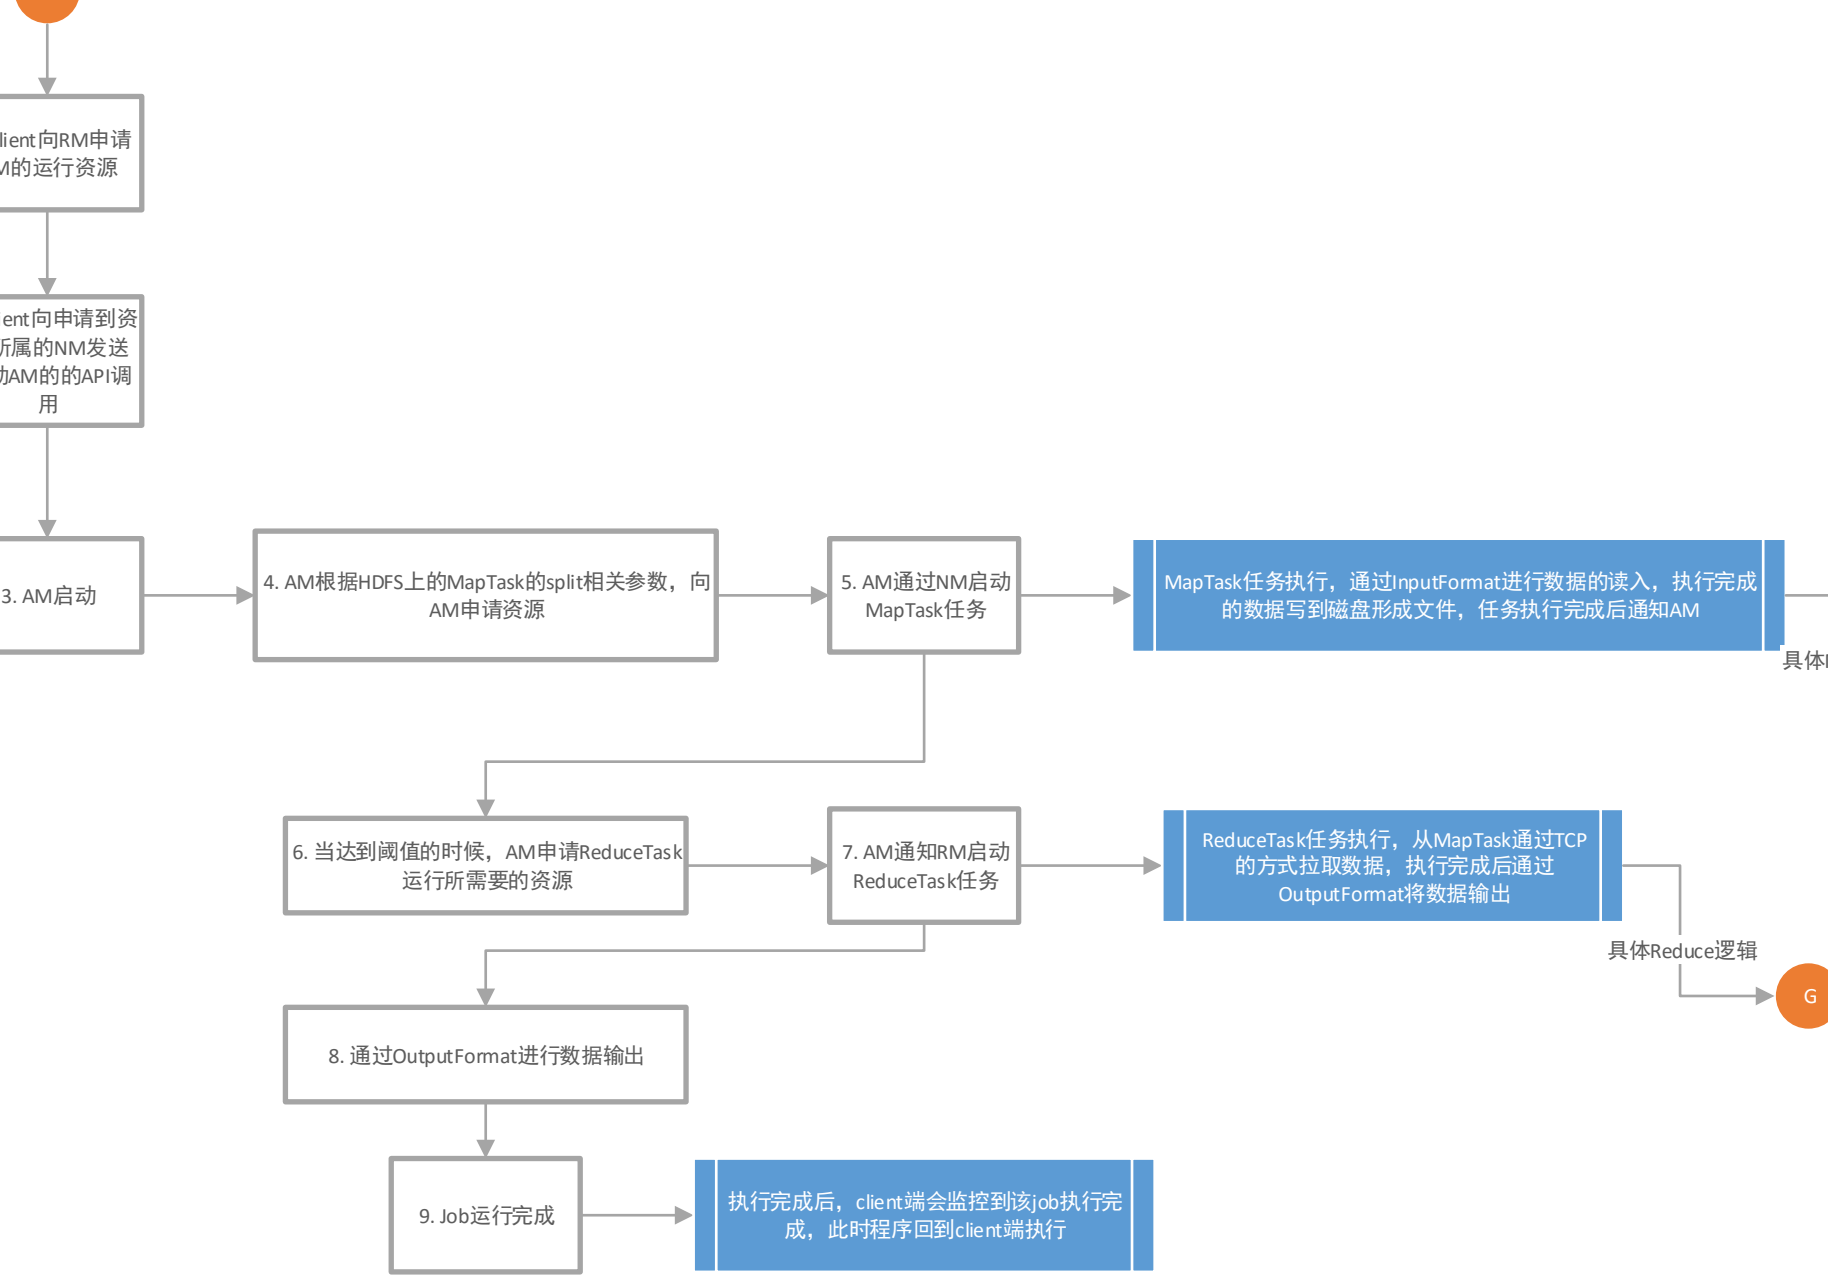 lient向RM申请
的运行资源
ent向申请到资
所属的NM发送
AM的的API调
用
3. AM启动
4. AM根据HDFS上的MapTask的split相关参数，向
AM申请资源
5. AM通过NM启动
MapTask任务
MapTask任务执行，通过InputFormat进行数据的读入，执行完成
的数据写到磁盘形成文件，任务执行完成后通知AM
具体
6. 当达到阈值的时候，AM申请ReduceTask
运行所需要的资源
7. AM通知RM启动
ReduceTask任务
ReduceTask任务执行，从MapTask通过TCP
的方式拉取数据，执行完成后通过
OutputFormat将数据输出
具体Reduce逻辑
G
8. 通过OutputFormat进行数据输出
9. Job运行完成
执行完成后，client端会监控到该job执行完
成，此时程序回到client端执行